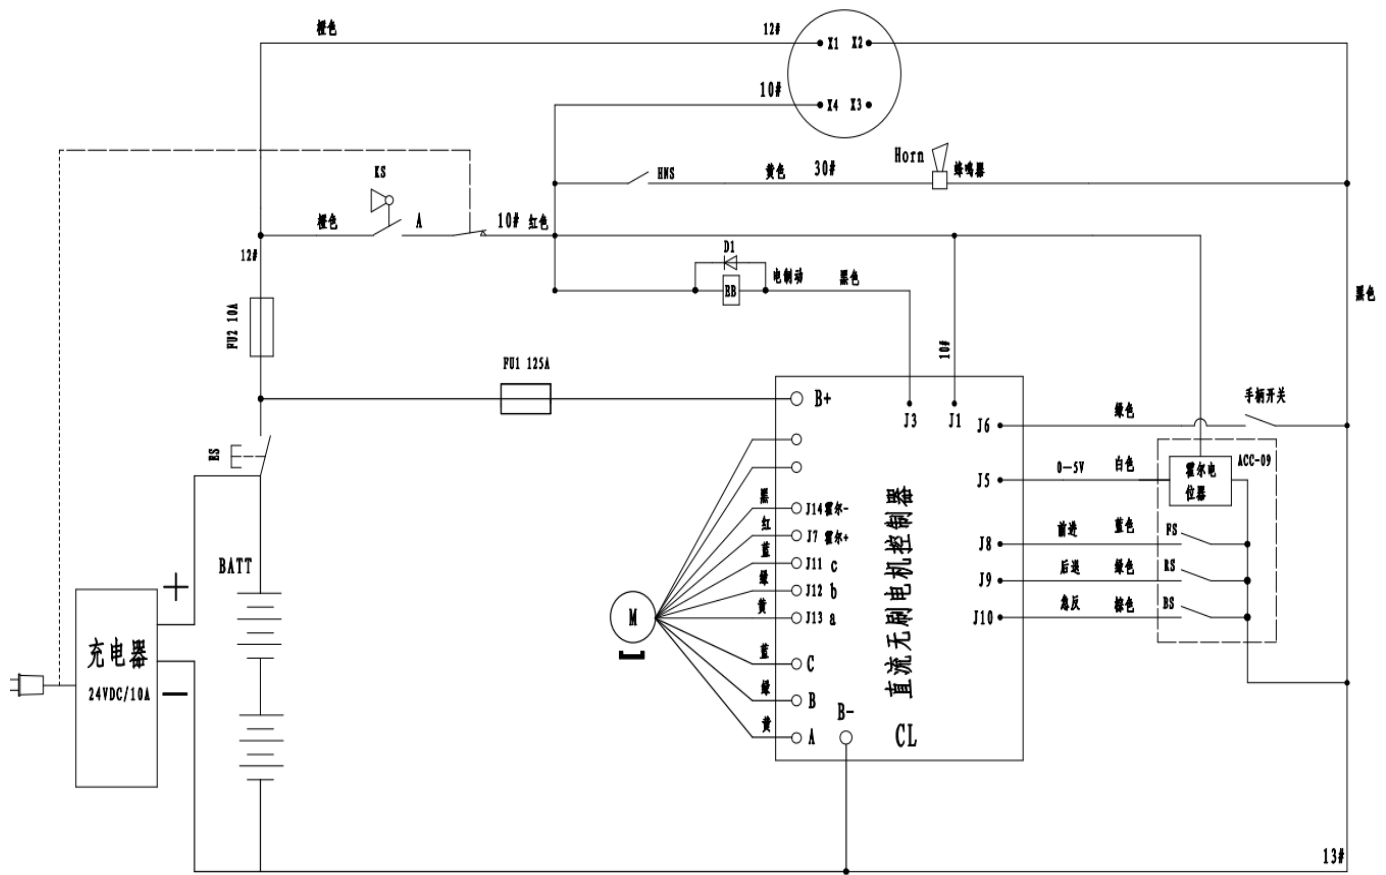 橙色
12#
X1 X2
10#
X4 X3
Horn
HNS
黄色
30#
蜂鸣器
KS
橙色
A
10#
红色
12#
D1
EB
电制动
黑色
黑色
FU2 10A
10#
FU1 125A
B+
J3
J1
J6
绿色
手柄开关
ES
J5
0—5V
白色
霍尔电
位器
ACC-09
黑
J14霍尔-
红
J7 霍尔+
蓝
J11 c
绿
J12 b
黄
J13 a
J8
前进
蓝色
FS
J9
后退
绿色
RS
J10
急反
棕色
BS
直流无刷电机控制器
CL
BATT
+
充电器
24VDC/10A
—
M
蓝
C
绿
B
黄
A
B-
13#